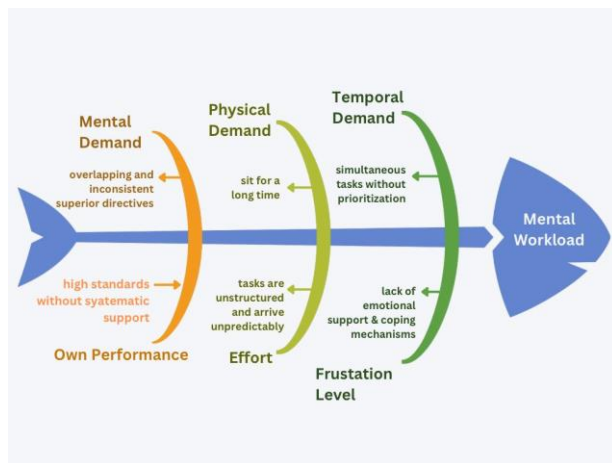 Mental
Demand
overlapping and
inconsistent
superior directives
Physical
Demand
sit for a
long time
Temporal
Demand
simultaneous
tasks without
prioritization
Mental
Workload
high standards
without systematic
support
Own Performance
tasks are
unstructured
and arrive
unpredictably
Effort
lack of
emotional
support & coping
mechanisms
Frustation
Level